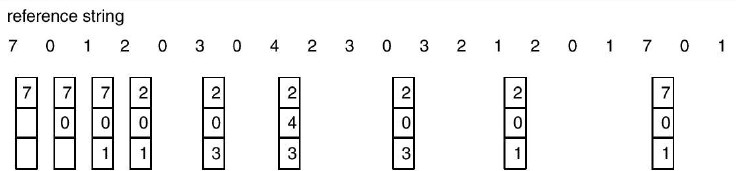 reference string
7 0 1 2 0 3 0 4 2 3 0 3 2 1 2 0 1 7 0 1
7 7 7 2 2 2 2 2 7
0 0 0 0 4 0 0 0
1 1 3 3 3 1 1